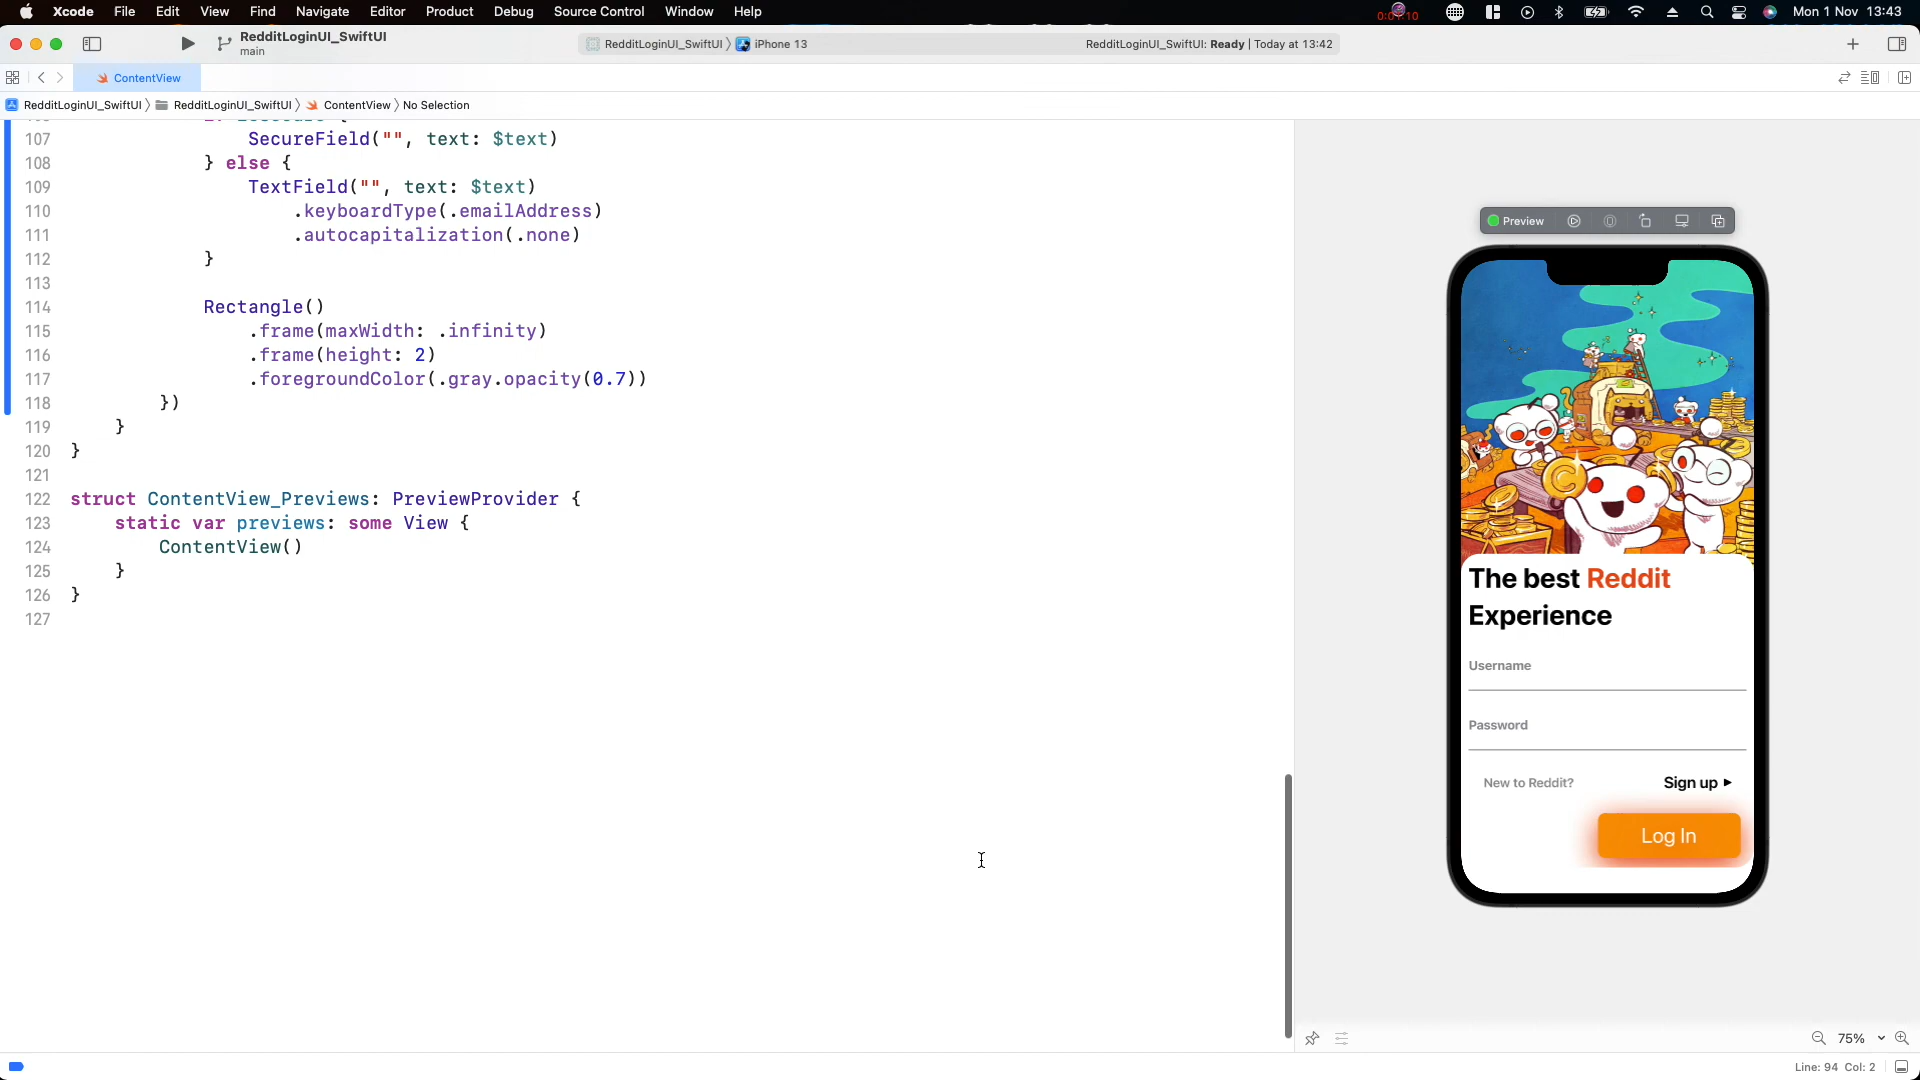 Xcode File Edit View Find Navigate Editor Product Debug Source Control Window Help
Mon 1 Nov 13:43
RedditLoginUI_SwiftUI
main
RedditLoginUI_SwiftUI 〉 iPhone 13
RedditLoginUI_SwiftUI: Ready | Today at 13:42
ContentView
RedditLoginUI_SwiftUI 〉 RedditLoginUI_SwiftUI 〉 ContentView 〉 No Selection
107 SecureField("", text: $text)
108 } else {
109 TextField("", text: $text)
110 .keyboardType(.emailAddress)
111 .autocapitalization(.none)
112 }
113
114 Rectangle()
115 .frame(maxWidth: .infinity)
116 .frame(height: 2)
117 .foregroundColor(.gray.opacity(0.7))
118 })
119 }
120 }
121
122 struct ContentView_Previews: PreviewProvider {
123 static var previews: some View {
124 ContentView()
125 }
126 }
127
Preview
The best Reddit
Experience
Username
Password
New to Reddit? Sign up
Log In
75%
Line: 94 Col: 2